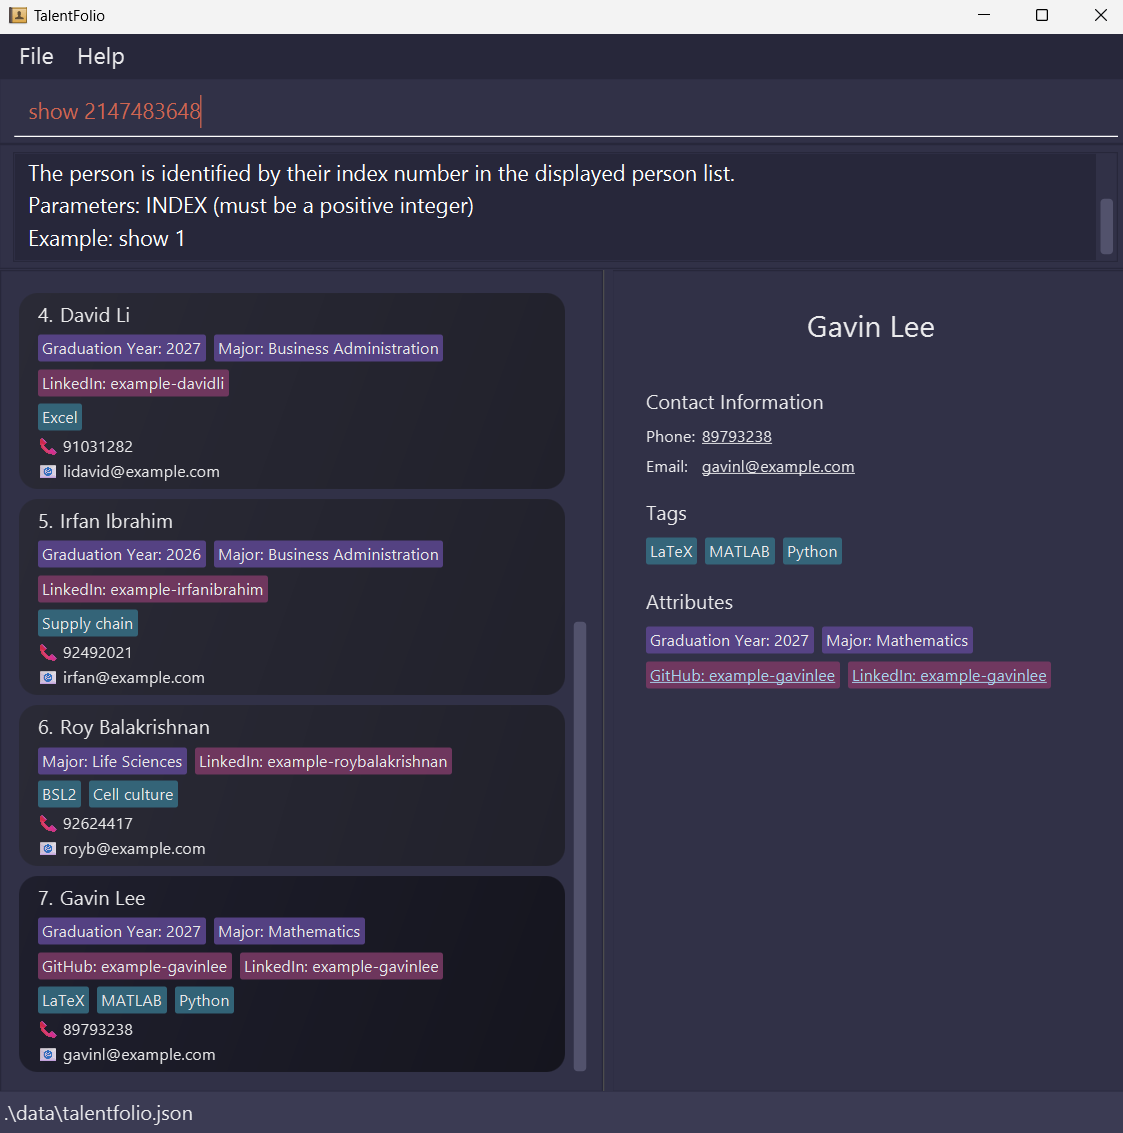 TalentFolio
File Help
show 2147483648
The person is identified by their index number in the displayed person list.
Parameters: INDEX (must be a positive integer)
Example: show 1
4. David Li
Graduation Year: 2027 Major: Business Administration
LinkedIn: example-davidli
Excel
91031282
lidavid@example.com
5. Irfan Ibrahim
Graduation Year: 2026 Major: Business Administration
LinkedIn: example-irfanibrahim
Supply chain
92492021
irfan@example.com
6. Roy Balakrishnan
Major: Life Sciences LinkedIn: example-roybalakrishnan
BSL2 Cell culture
92624417
royb@example.com
7. Gavin Lee
Graduation Year: 2027 Major: Mathematics
GitHub: example-gavinlee LinkedIn: example-gavinlee
LaTeX MATLAB Python
89793238
gavinl@example.com
Gavin Lee
Contact Information
Phone: 89793238
Email: gavinl@example.com
Tags
LaTeX MATLAB Python
Attributes
Graduation Year: 2027 Major: Mathematics
GitHub: example-gavinlee LinkedIn: example-gavinlee
.\data\talentfolio.json